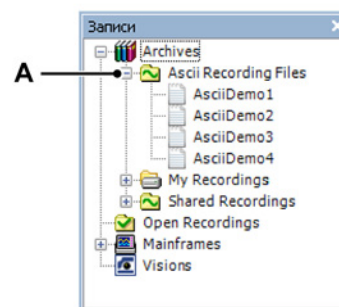 Записи
Archives
A
Ascii Recording Files
AsciiDemo1
AsciiDemo2
AsciiDemo3
AsciiDemo4
My Recordings
Shared Recordings
Open Recordings
Mainframes
Visions